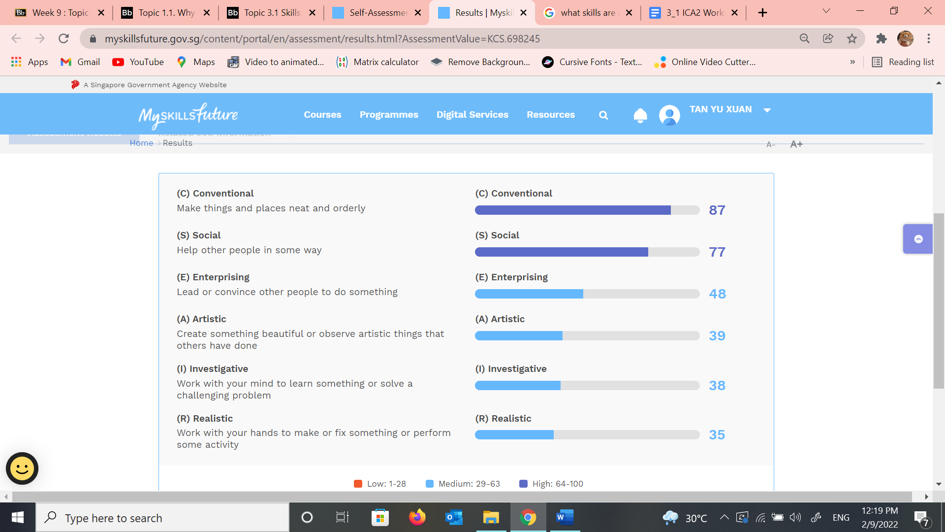 Week 9 : Topic
Topic 1.1. Why
Topic 3.1 Skills
Self-Assessme
Results | Myski
what skills are
3_1 ICA2 Work
myskillsfuture.gov.sg/content/portal/en/assessment/results.html?AssessmentValue=KCS.698245
Apps
Gmail
YouTube
Maps
Video to animated...
Matrix calculator
Remove Backgroun...
Cursive Fonts - Text...
Online Video Cutter...
»
Reading list
A Singapore Government Agency Website
MySKILLSfuture
Courses
Programmes
Digital Services
Resources
TAN YU XUAN
Home
Results
A-
A+
(C) Conventional
Make things and places neat and orderly
(C) Conventional
87
(S) Social
Help other people in some way
(S) Social
77
(E) Enterprising
Lead or convince other people to do something
(E) Enterprising
48
(A) Artistic
Create something beautiful or observe artistic things that
others have done
(A) Artistic
39
(I) Investigative
Work with your mind to learn something or solve a
challenging problem
(I) Investigative
38
(R) Realistic
Work with your hands to make or fix something or perform
some activity
(R) Realistic
35
Low: 1-28
Medium: 29-63
High: 64-100
Type here to search
30°C
ENG
12:19 PM
2/9/2022
7